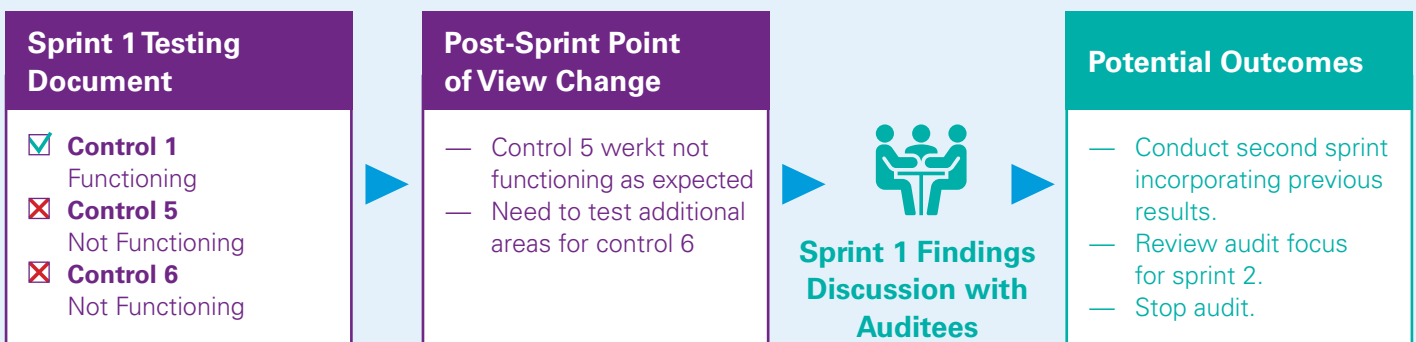 Sprint 1 Testing
Document
Control 1
Functioning
Control 5
Not Functioning
Control 6
Not Functioning
Post-Sprint Point
of View Change
— Control 5 werkt not
functioning as expected
— Need to test additional
areas for control 6
Sprint 1 Findings
Discussion with
Auditees
Potential Outcomes
— Conduct second sprint
incorporating previous
results.
— Review audit focus
for sprint 2.
— Stop audit.